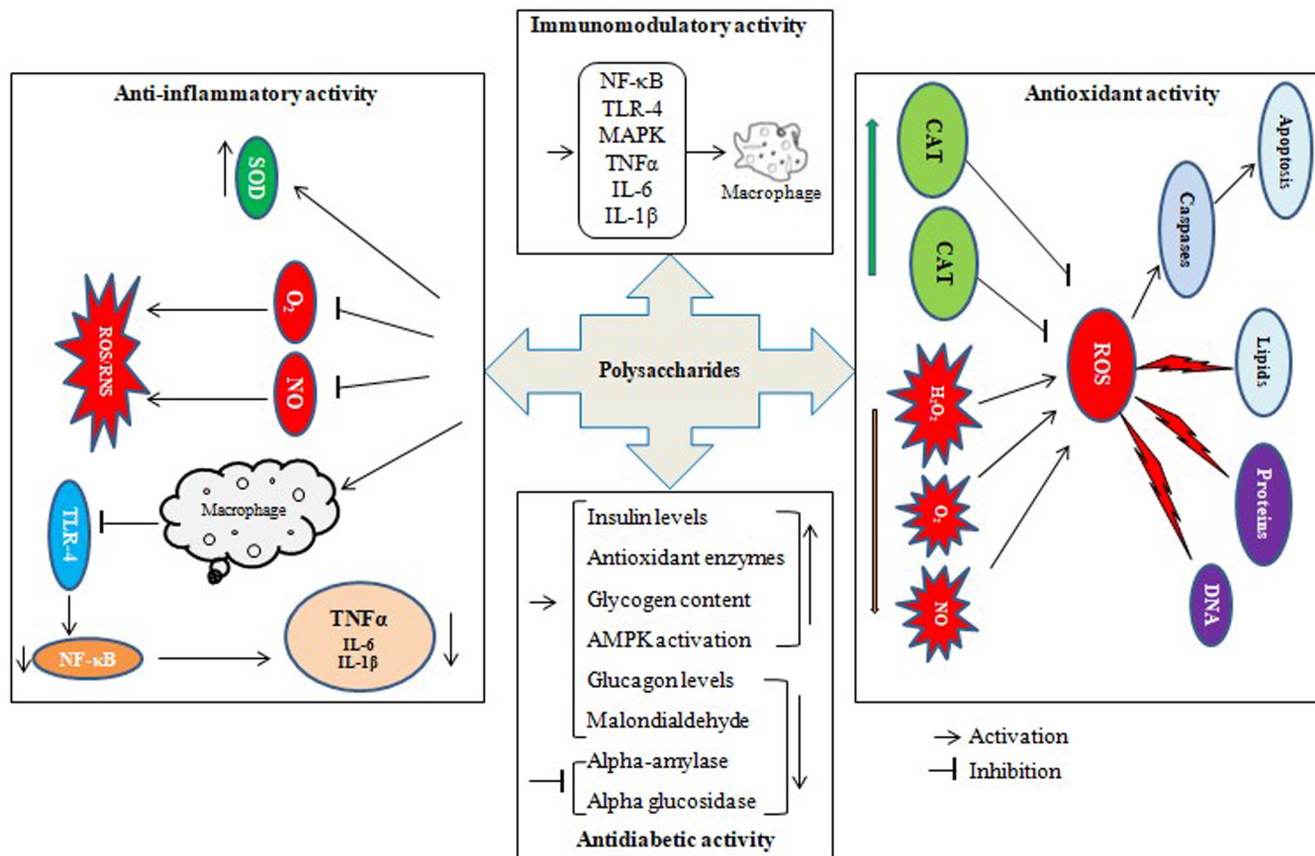 Immunomodulatory activity
NF-κB
TLR-4
MAPK
TNFα
IL-6
IL-1β
Macrophage
Anti-inflammatory activity
SOD
O₂
NO
ROS/RNS
Macrophage
TLR-4
NF-κB
TNFα
IL-6
IL-1β
Polysaccharides
Antioxidant activity
CAT
CAT
H₂O₂
O₂
NO
ROS
Caspases
Apoptosis
Lipids
Proteins
DNA
Insulin levels
Antioxidant enzymes
Glycogen content
AMPK activation
Glucagon levels
Malondialdehyde
Alpha-amylase
Alpha glucosidase
Antidiabetic activity
Activation
Inhibition